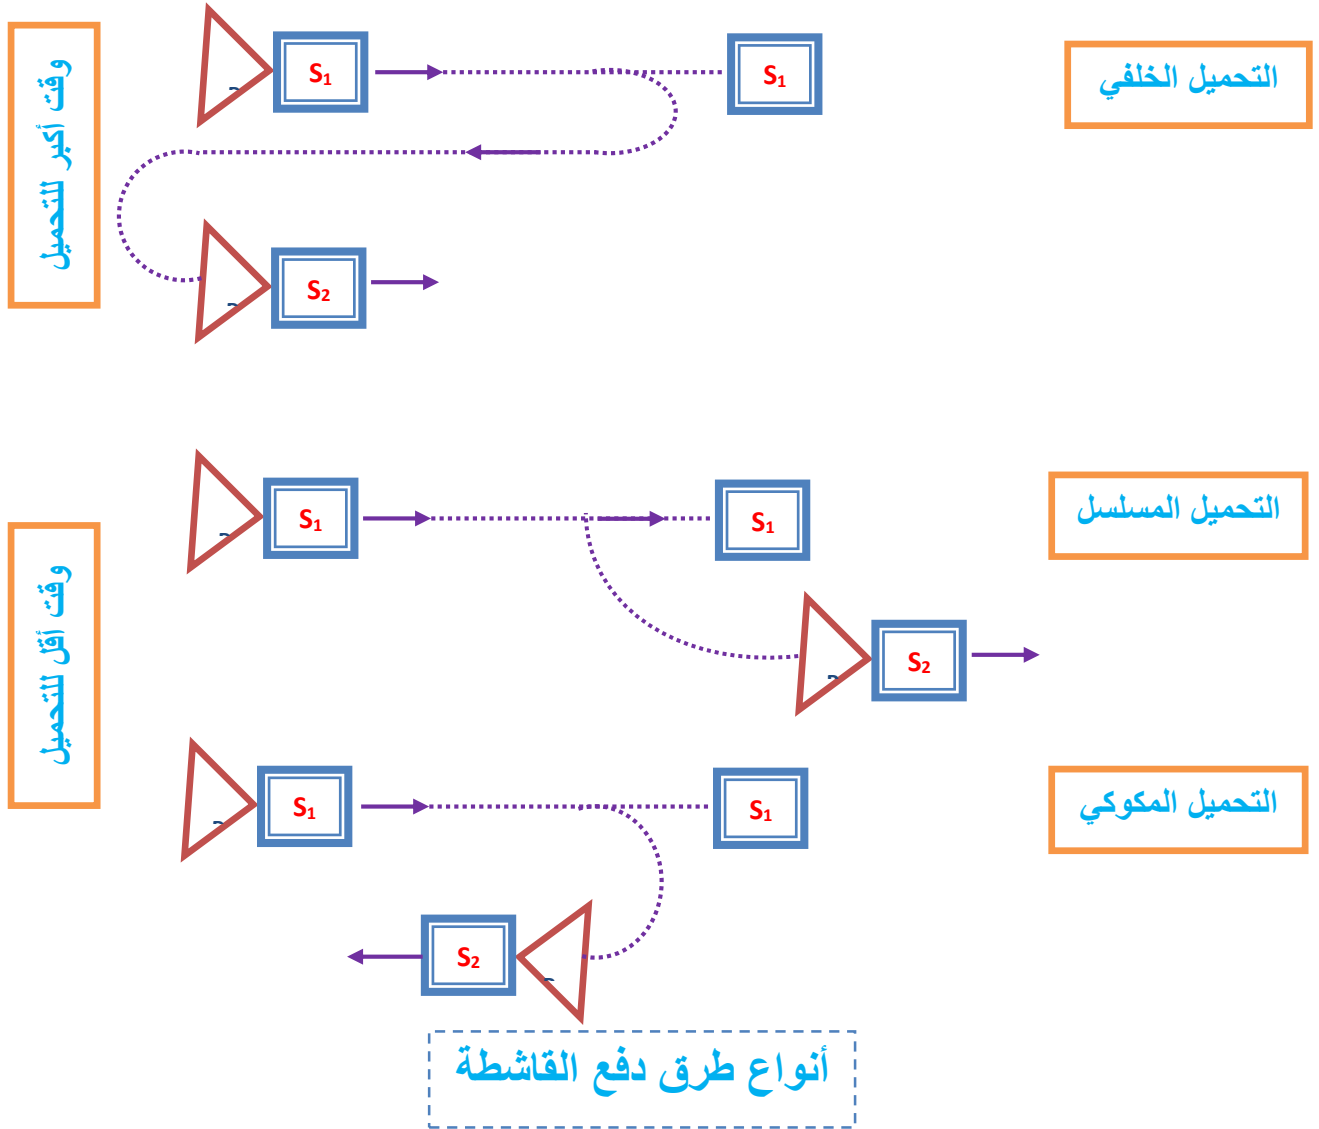 التحميل الخلفي
وقت أكبر للتحميل
S₁
S₁
S₂
التحميل المسلسل
وقت أقل للتحميل
S₁
S₁
S₂
التحميل المكوكي
S₁
S₁
S₂
أنواع طرق دفع القاشطة